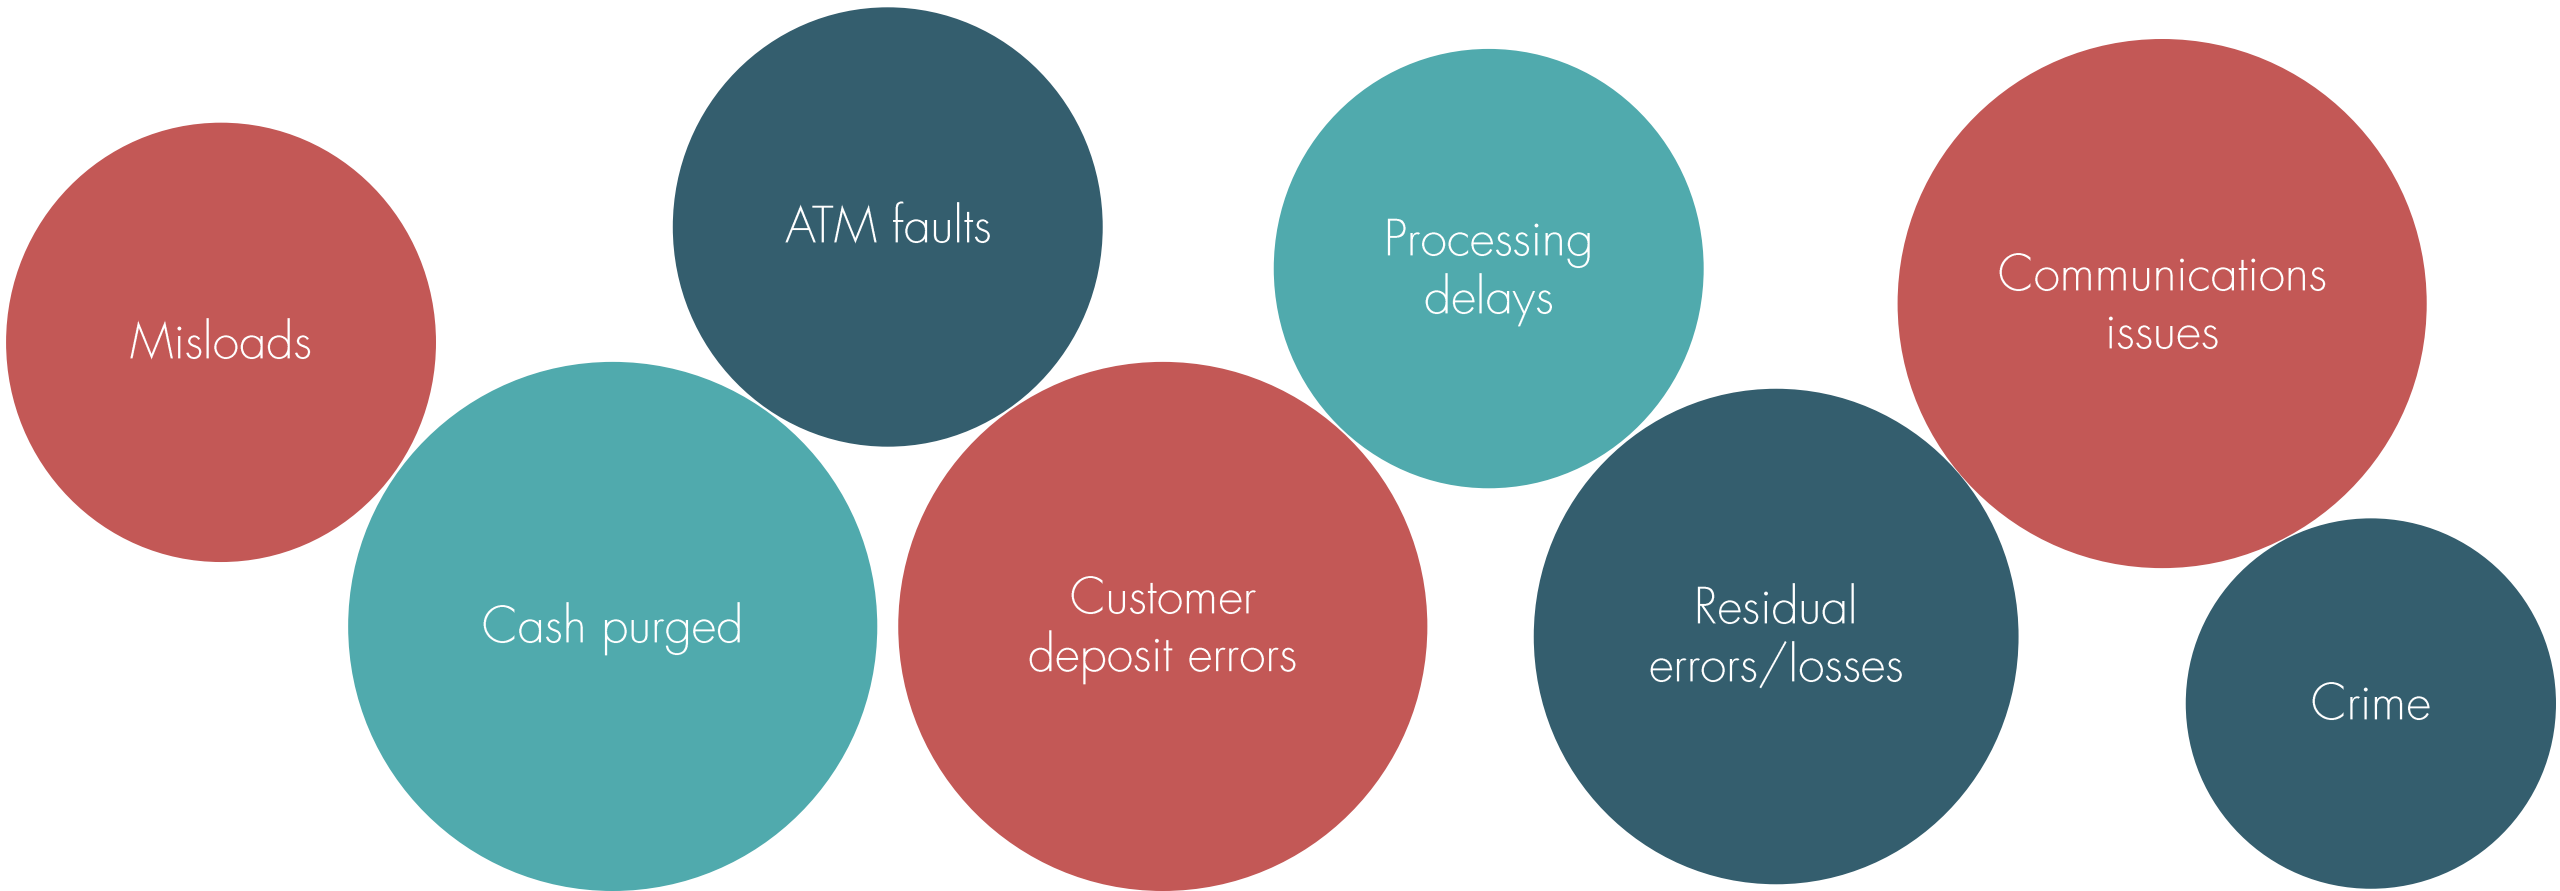 Misloads
Cash purged
ATM faults
Customer
deposit errors
Processing
delays
Residual
errors/losses
Communications
issues
Crime